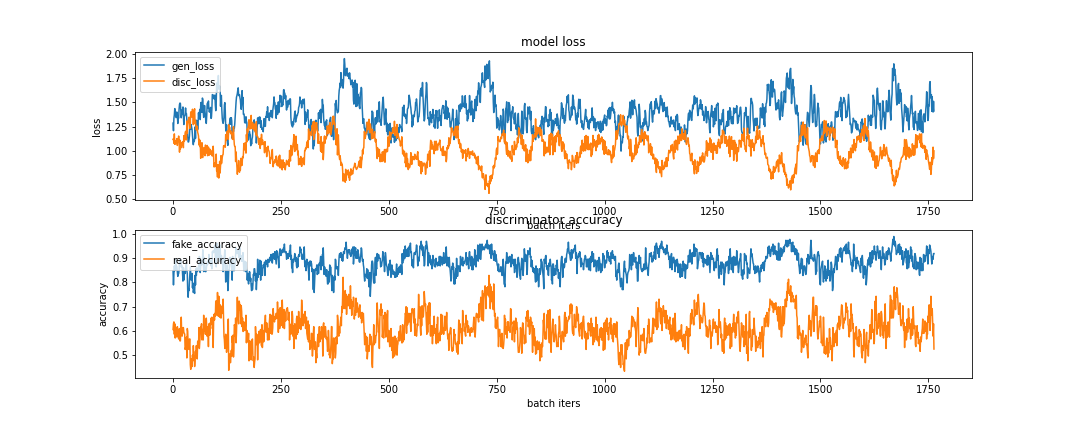 model loss
2.00
1.75
1.50
1.25
1.00
0.75
0.50
loss
gen_loss
disc_loss
0 250 500 750 1000 1250 1500 1750
batch iters
discriminator accuracy
1.0
0.9
0.8
0.7
0.6
0.5
accuracy
fake_accuracy
real_accuracy
0 250 500 750 1000 1250 1500 1750
batch iters